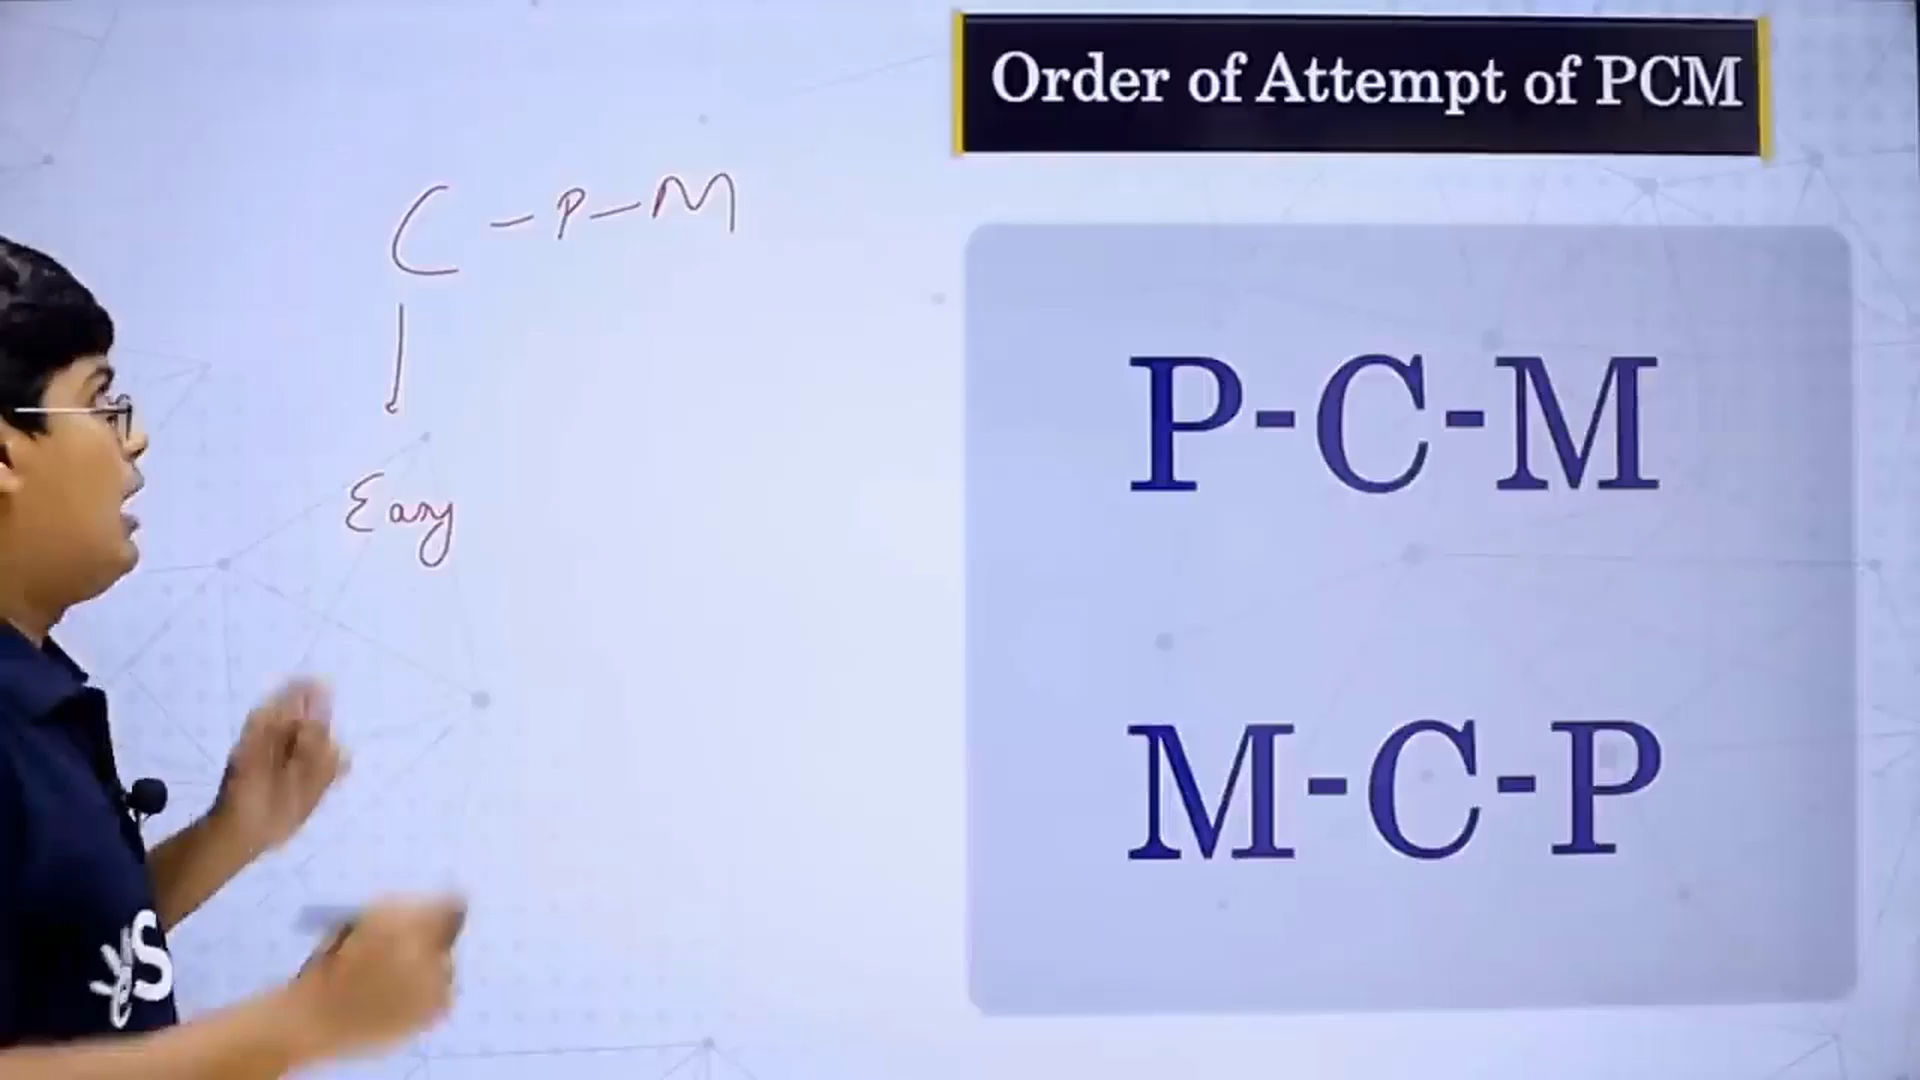 Order of Attempt of PCM
C - P - M
Easy
P-C-M
M-C-P
S